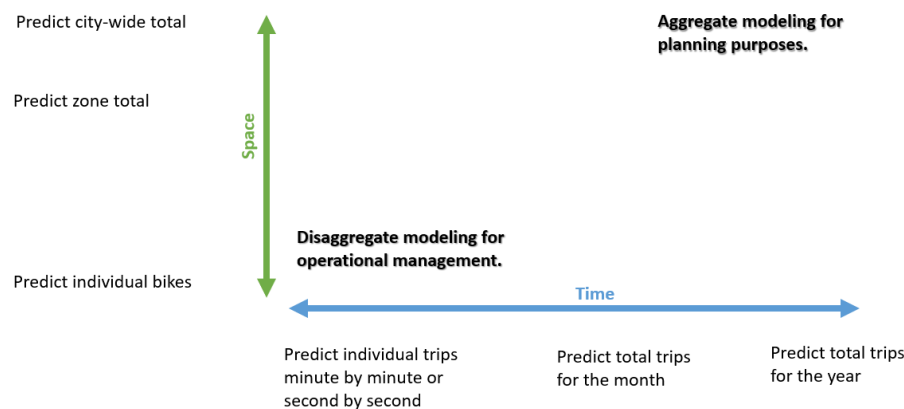 Predict city-wide total
Aggregate modeling for
planning purposes.
Predict zone total
Space
Disaggregate modeling for
operational management.
Predict individual bikes
Time
Predict individual trips
minute by minute or
second by second
Predict total trips
for the month
Predict total trips
for the year